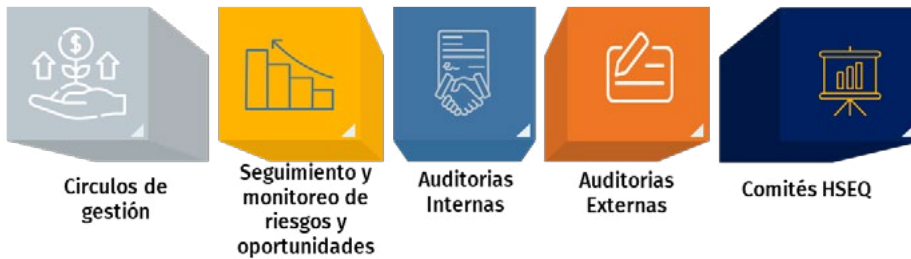 $
Circulos de
gestión
Seguimiento y
monitoreo de
riesgos y
oportunidades
Auditorias
Internas
Auditorias
Externas
Comités HSEQ